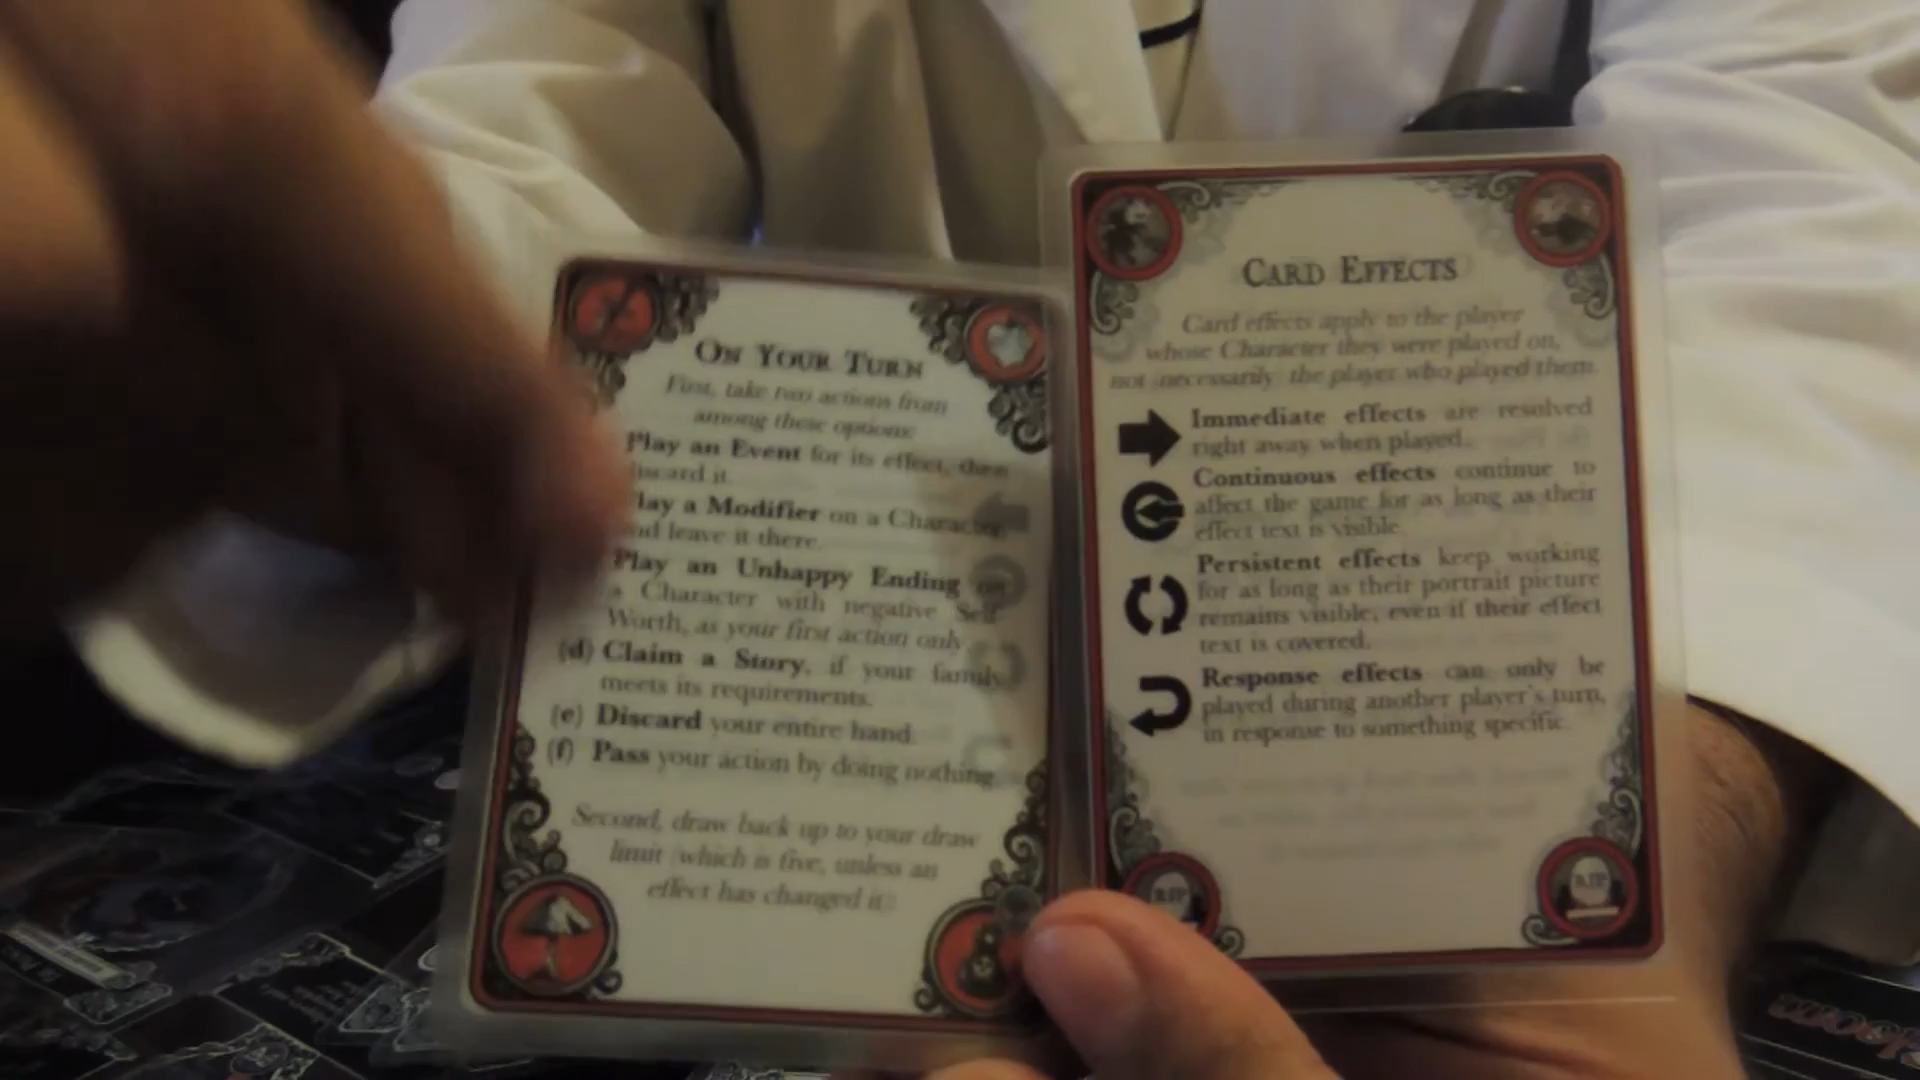 On Your Turn
First, take two actions from
among these options:
Play an Event for its effect, then
discard it.
Play a Modifier on a Character
and leave it there.
Play an Unhappy Ending on
a Character with negative Self
Worth, as your first action only.
(d) Claim a Story, if your family
meets its requirements.
(e) Discard your entire hand.
(f) Pass your action by doing nothing.
Second, draw back up to your draw
limit (which is five, unless an
effect has changed it).
Card Effects
Card effects apply to the player
whose Character they were played on,
not necessarily the player who played them.
Immediate effects are resolved
right away when played.
Continuous effects continue to
affect the game for as long as their
effect text is visible.
Persistent effects keep working
for as long as their portrait picture
remains visible, even if their effect
text is covered.
Response effects can only be
played during another player's turn,
in response to something specific.
RIP
RIP